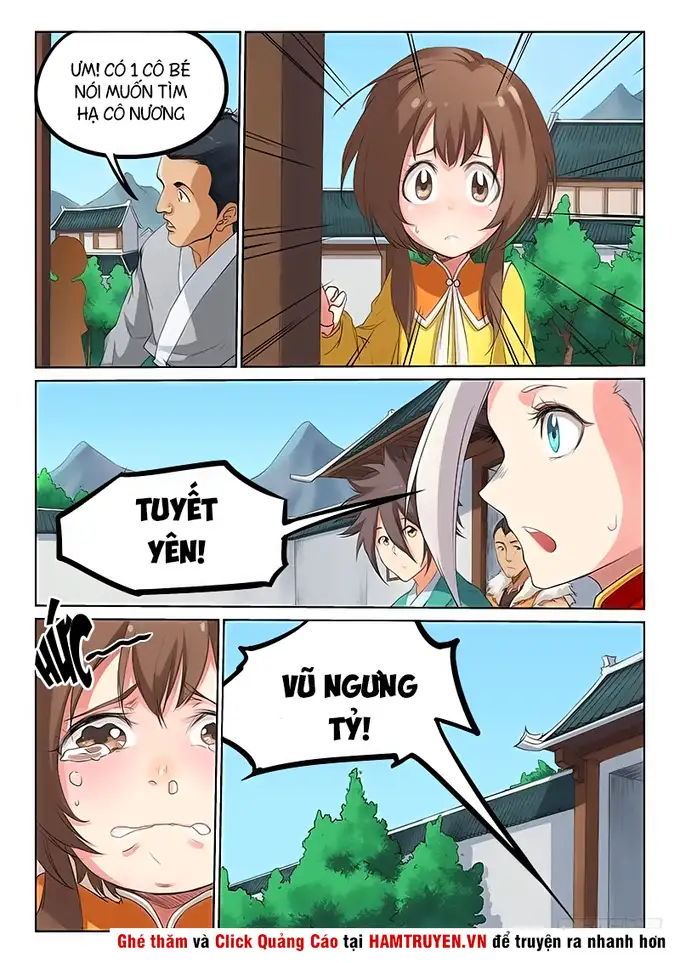 ƯM! CÓ 1 CÔ BÉ
NÓI MUỐN TÌM
HẠ CÔ NƯƠNG
TUYẾT
YÊN!
HỨC~
VŨ NGƯNG
TỶ!
Ghé thăm và Click Quảng Cáo tại HAMTRUYEN.VN để truyện ra nhanh hơn